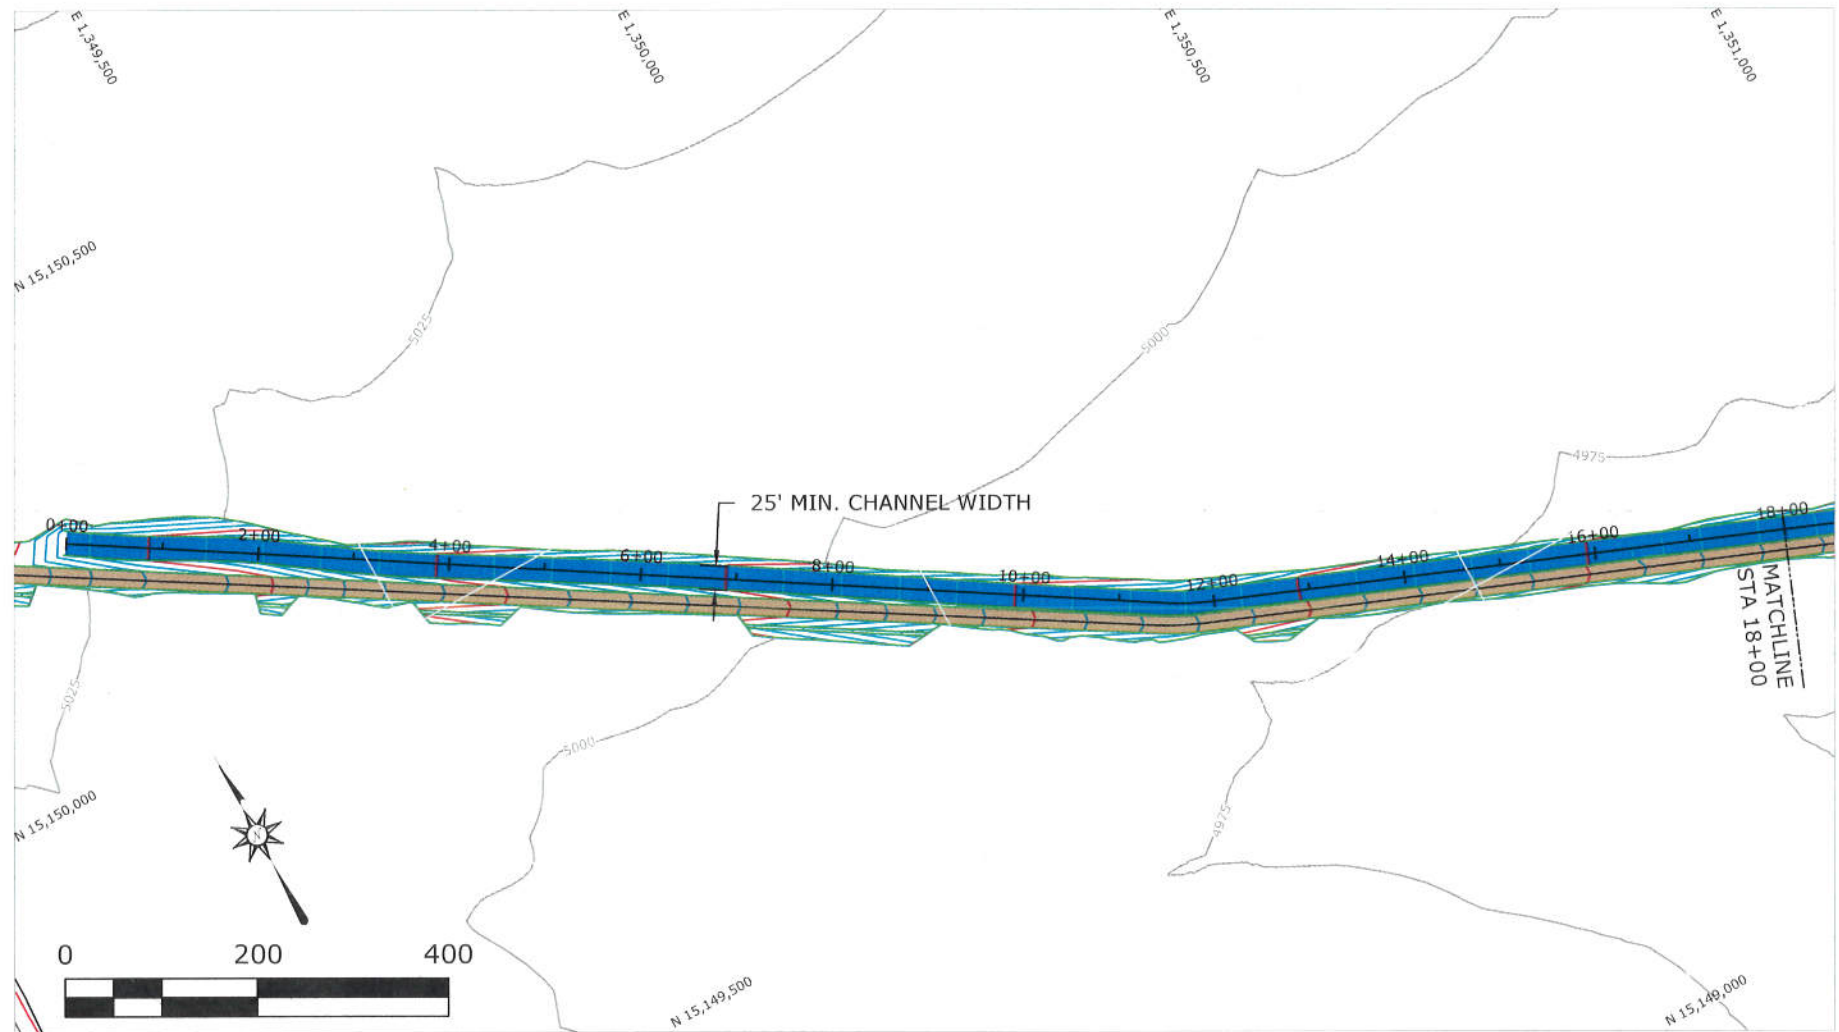 E 1,349,500
E 1,350,000
E 1,350,500
E 1,351,000
N 15,150,500
5025
5000
4975
25' MIN. CHANNEL WIDTH
0+00
2+00
4+00
6+00
8+00
10+00
12+00
14+00
16+00
18+00
MATCHLINE
STA 18+00
5025
5000
4975
N 15,150,000
N
0 200 400
N 15,149,500
N 15,149,000